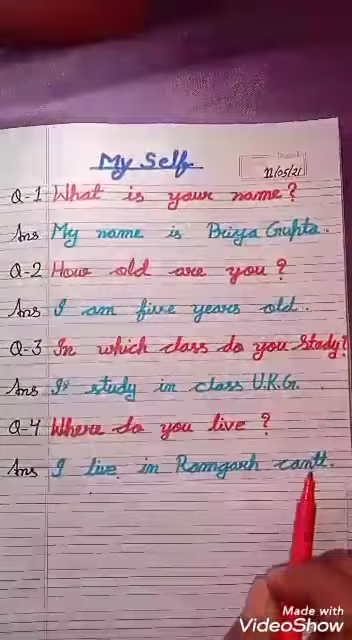 My Self
11/05/21
Q-1 What is your name?
Ans My name is Priya Gupta.
Q-2 How old are you?
Ans I am five years old.
Q-3 In which class do you study?
Ans I study in class U.K.G.
Q-4 Where do you live?
Ans I live in Ramgarh cantt.
Made with
VideoShow